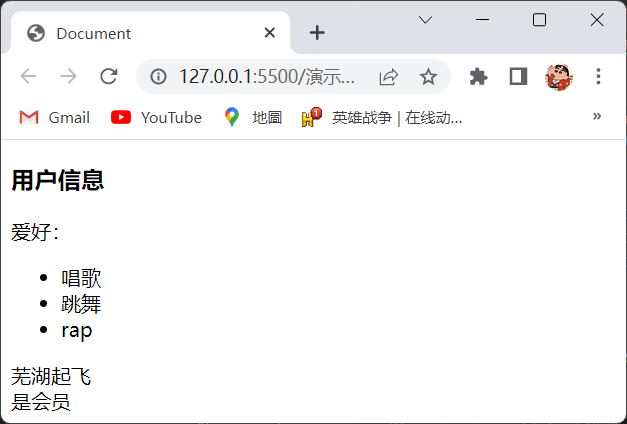 Document
127.0.0.1:5500/演示...
Gmail YouTube 地圖 1 英雄战争 | 在线动... »
用户信息
爱好：
唱歌
跳舞
rap
芜湖起飞
是会员